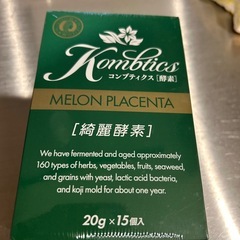 Kombtics
コンブティクス［酵素］
MELON PLACENTA
［綺麗酵素］
We have fermented and aged approximately
160 types of herbs, vegetables, fruits, seaweed,
and grains with yeast, lactic acid bacteria,
and koji mold for about one year.
20g×15個入